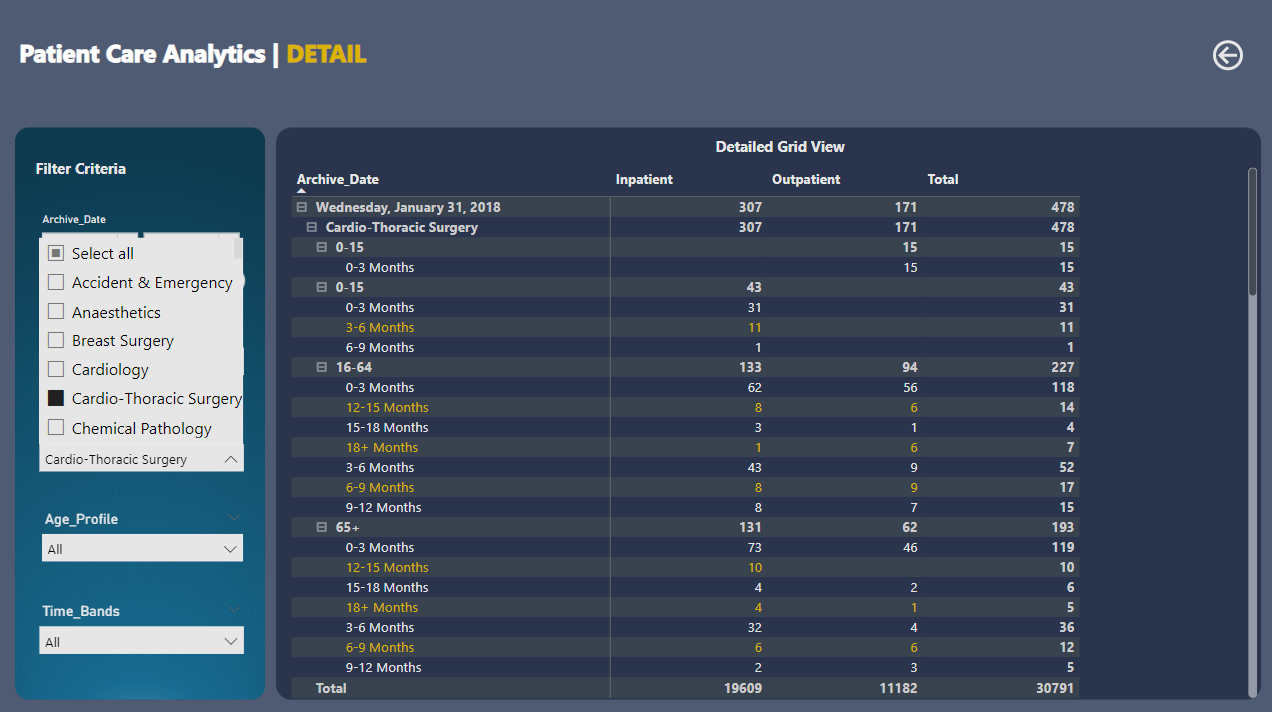 Patient Care Analytics | DETAIL
Filter Criteria
Archive_Date
Select all
Accident & Emergency
Anaesthetics
Breast Surgery
Cardiology
Cardio-Thoracic Surgery
Chemical Pathology
Cardio-Thoracic Surgery
Age_Profile
All
Time_Bands
All
Detailed Grid View
Archive_Date Inpatient Outpatient Total
Wednesday, January 31, 2018 307 171 478
Cardio-Thoracic Surgery 307 171 478
0-15 15 15
0-3 Months 15 15
0-15 43 43
0-3 Months 31 31
3-6 Months 11 11
6-9 Months 1 1
16-64 133 94 227
0-3 Months 62 56 118
12-15 Months 8 6 14
15-18 Months 3 1 4
18+ Months 1 6 7
3-6 Months 43 9 52
6-9 Months 8 9 17
9-12 Months 8 7 15
65+ 131 62 193
0-3 Months 73 46 119
12-15 Months 10 10
15-18 Months 4 2 6
18+ Months 4 1 5
3-6 Months 32 4 36
6-9 Months 6 6 12
9-12 Months 2 3 5
Total 19609 11182 30791